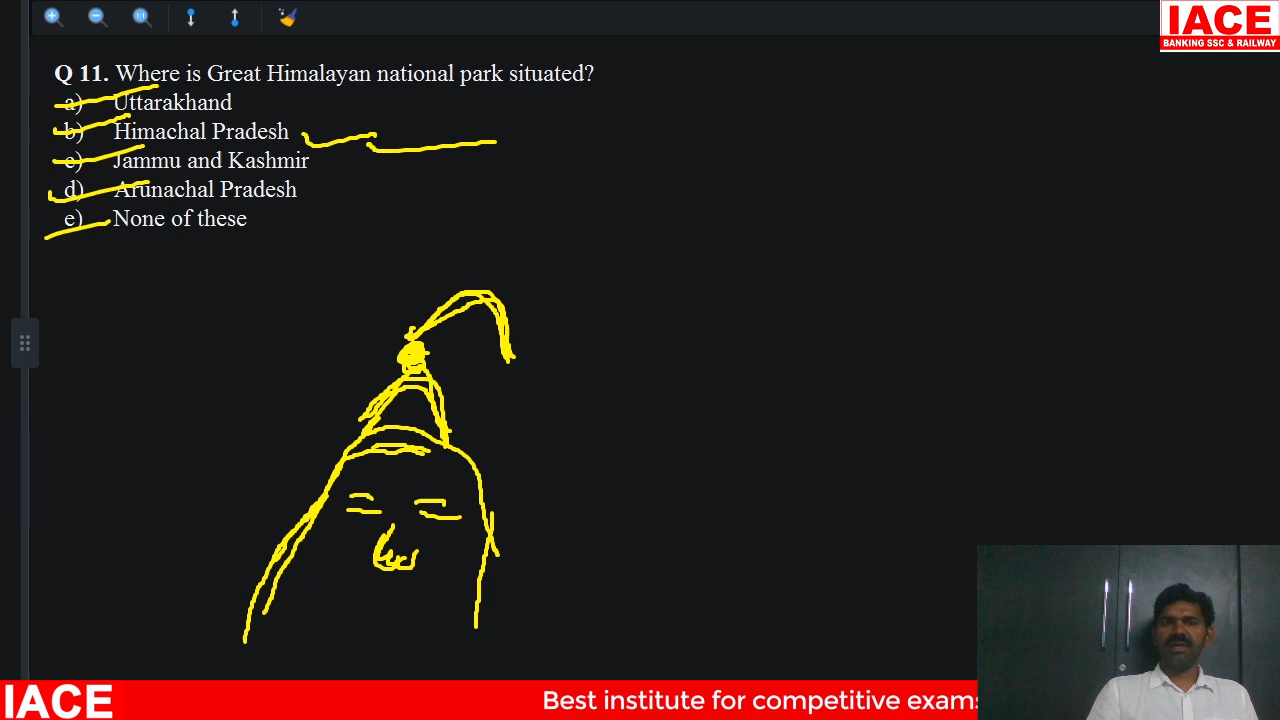 IACE
BANKING SSC & RAILWAY
Q 11. Where is Great Himalayan national park situated?
a) Uttarakhand
b) Himachal Pradesh
c) Jammu and Kashmir
d) Arunachal Pradesh
e) None of these
IACE
Best institute for competitive exams